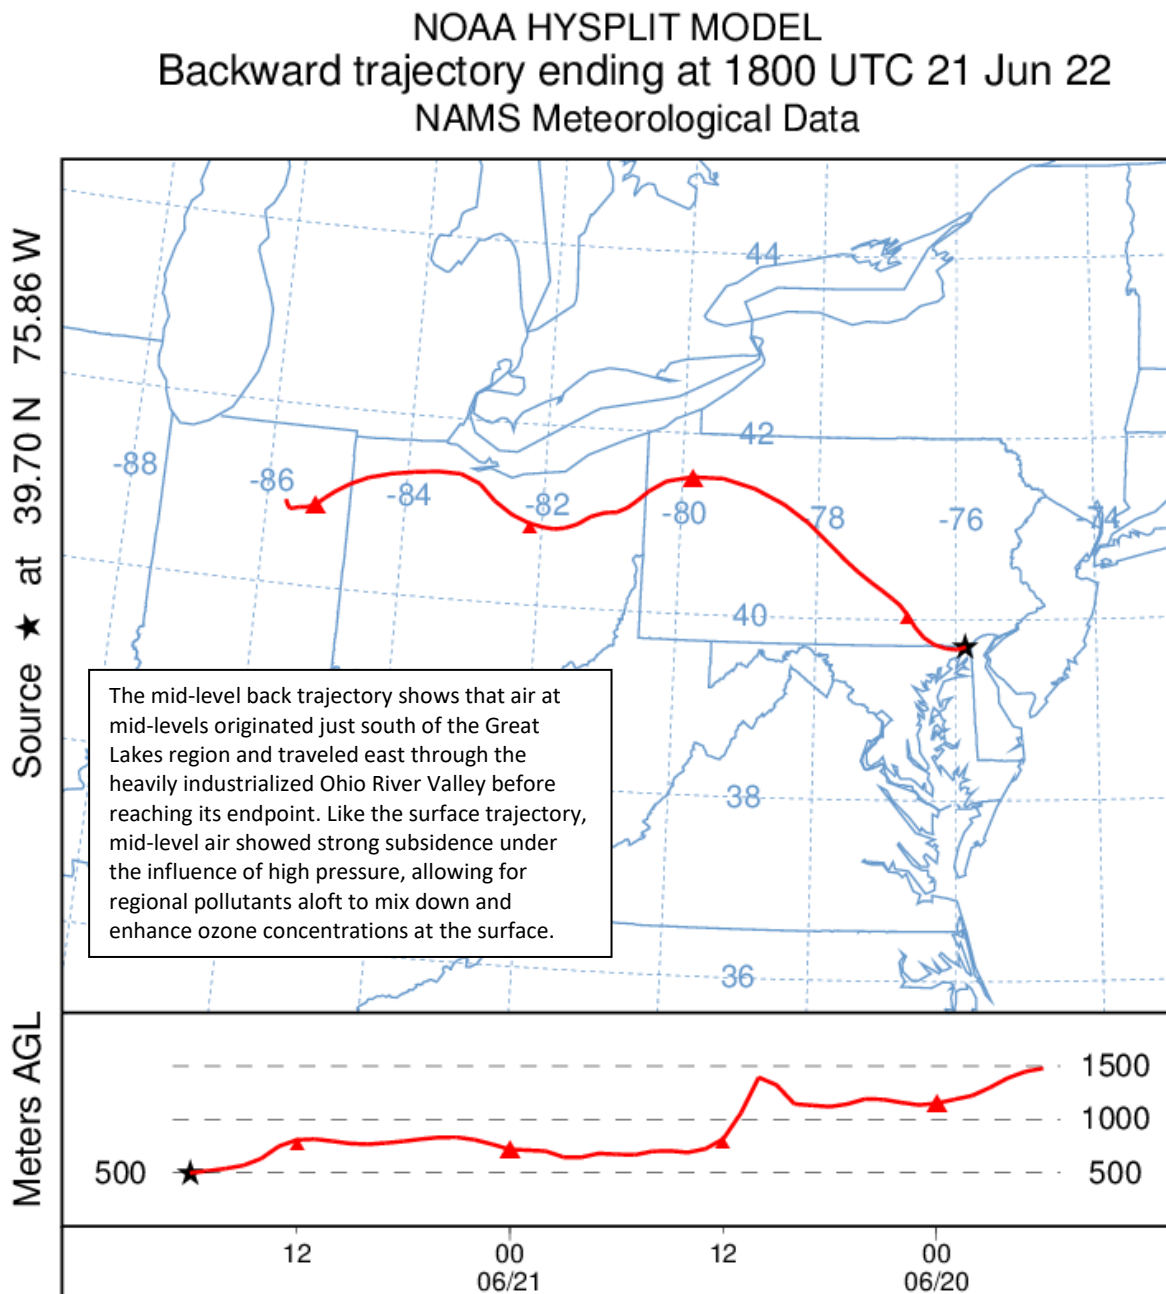 NOAA HYSPLIT MODEL
Backward trajectory ending at 1800 UTC 21 Jun 22
NAMS Meteorological Data
Source ★ at 39.70 N 75.86 W
44
42
-88
-86
-84
-82
-80
-78
-76
-74
40
38
36
The mid-level back trajectory shows that air at
mid-levels originated just south of the Great
Lakes region and traveled east through the
heavily industrialized Ohio River Valley before
reaching its endpoint. Like the surface trajectory,
mid-level air showed strong subsidence under
the influence of high pressure, allowing for
regional pollutants aloft to mix down and
enhance ozone concentrations at the surface.
Meters AGL
1500
1000
500 500
12 00 12 00
06/21 06/20